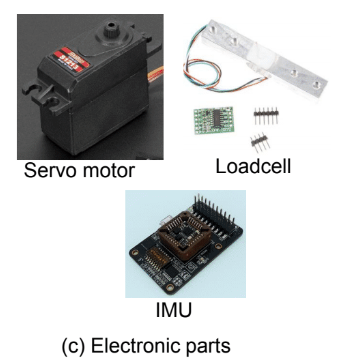 Servo motor
Loadcell
IMU
(c) Electronic parts